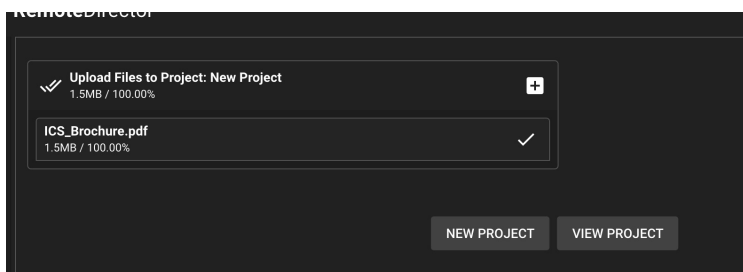 RemoteDirector
Upload Files to Project: New Project
1.5MB / 100.00%
ICS_Brochure.pdf
1.5MB / 100.00%
NEW PROJECT VIEW PROJECT